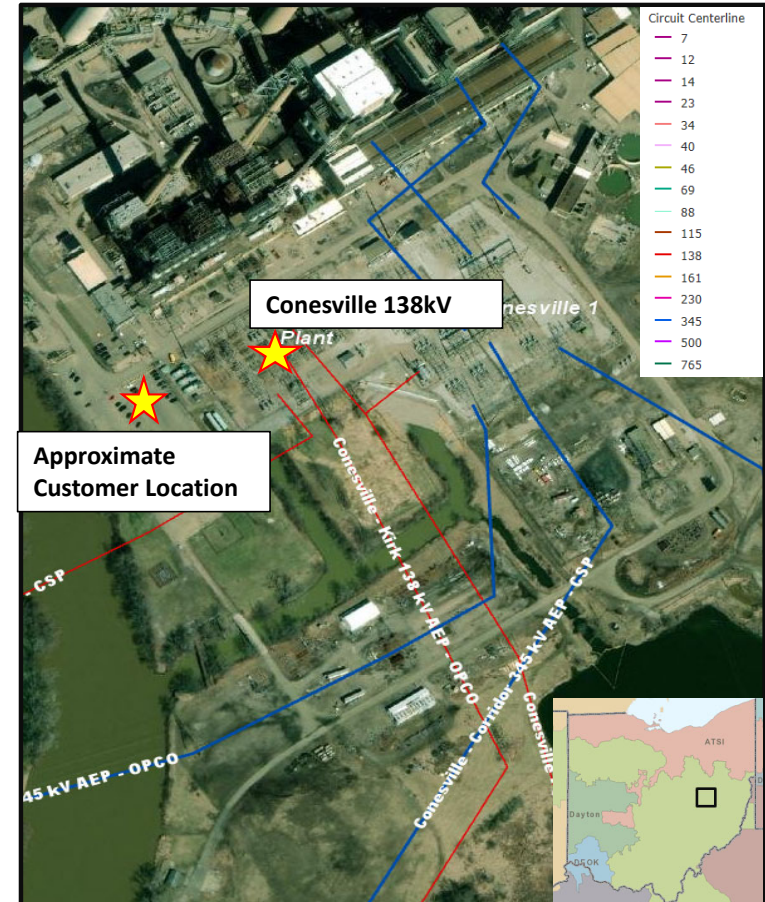 Circuit Centerline
7
12
14
23
34
40
46
69
88
115
138
161
230
345
500
765
Conesville 138kV
nesville 1
Plant
Approximate
Customer Location
- CSP
Conesville - Kirk 138 kV AEP - OPCO
Conesville - Corridor 345 kV AEP - CSP
Conesville -
45 kV AEP - OPCO
ATSI
Dayton
DEOK